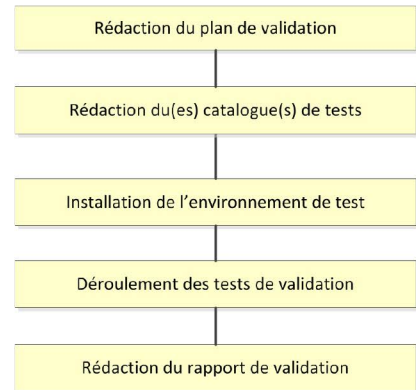 Rédaction du plan de validation
Rédaction du(es) catalogue(s) de tests
Installation de l'environnement de test
Déroulement des tests de validation
Rédaction du rapport de validation